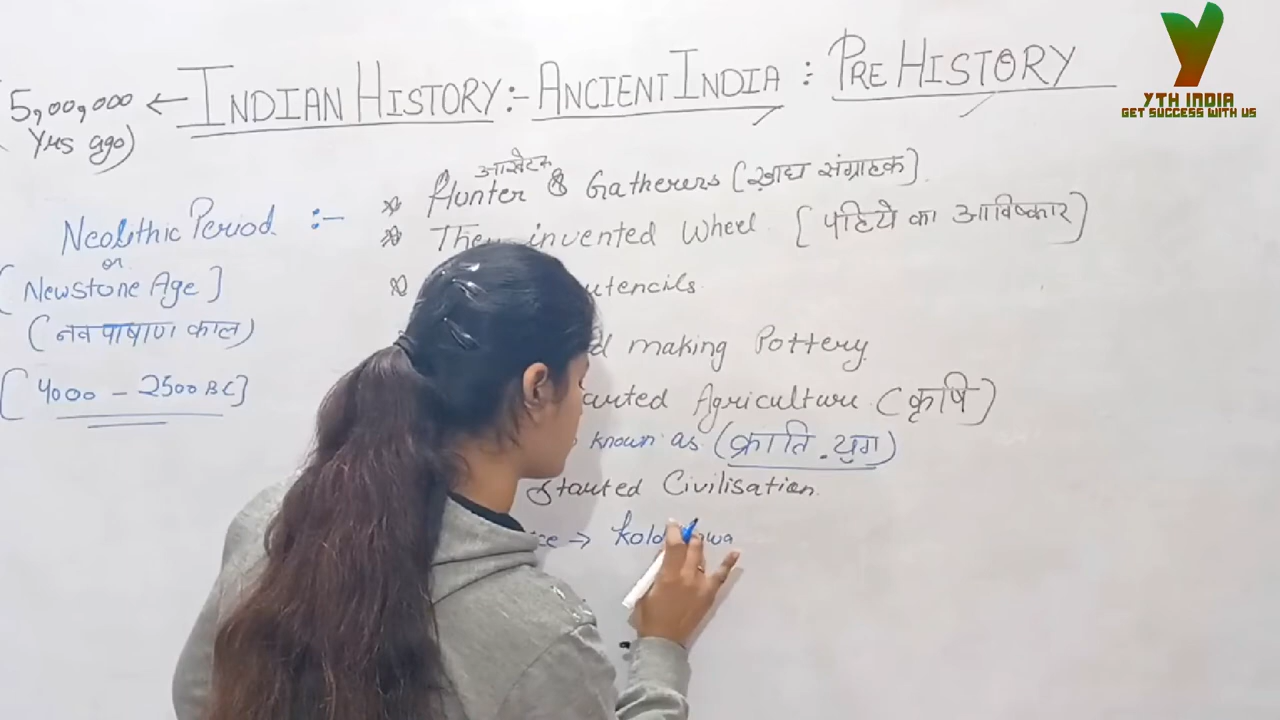 5,00,000 ← INDIAN HISTORY :- ANCIENT INDIA : PRE HISTORY
Yrs ago)
YTH INDIA
GET SUCCESS WITH US
Neolithic Period :-
or
[Newstone Age]
(नव पाषाण काल)
[4000 - 2500 BC]
आखेटक
* Hunter & Gatherers [खाद्य संग्राहक].
* They invented Wheel [पहिये का आविष्कार]
* utencils.
making Pottery
Agriculture (कृषि)
known as (क्रांति युग)
Started Civilisation.
→